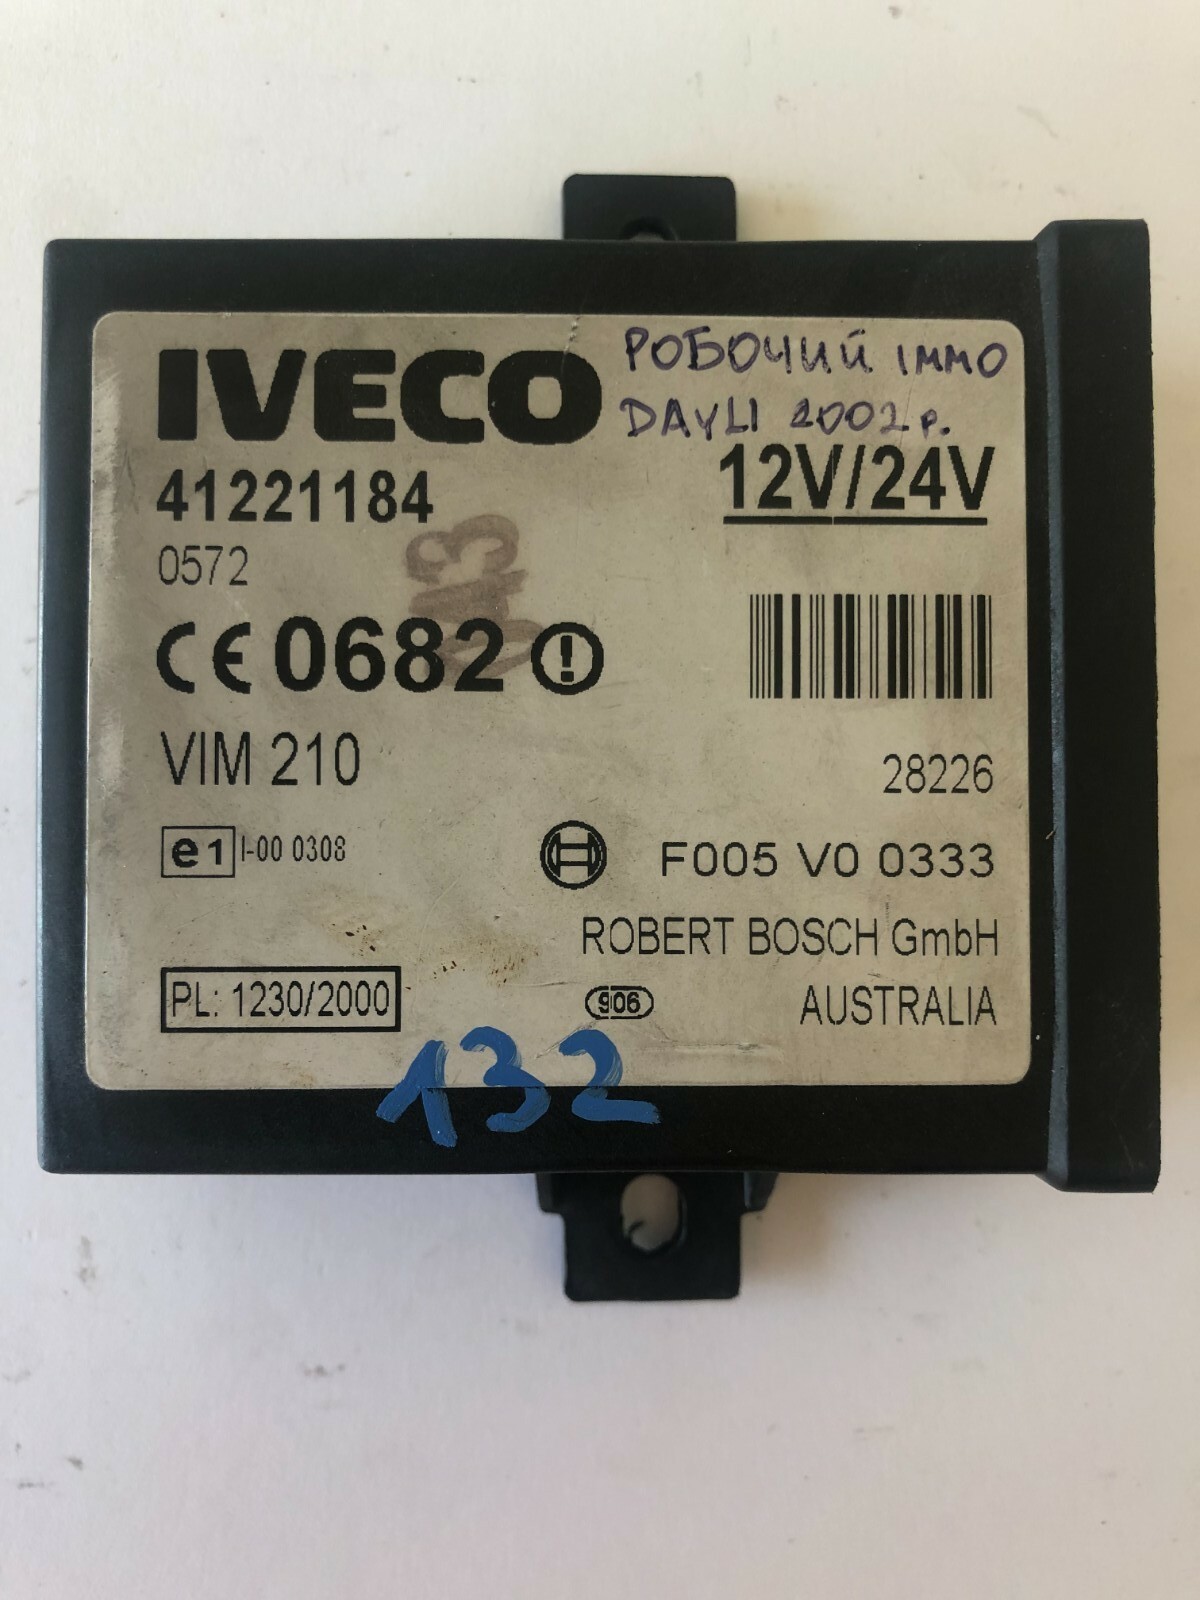 IVECO
РОБОЧИЙ ІММО
DAYLI 2002 р.
41221184
12V/24V
0572
CE 0682
VIM 210
28226
e1 I-00 0308
F005 V0 0333
ROBERT BOSCH GmbH
PL: 1230/2000
906
AUSTRALIA
132